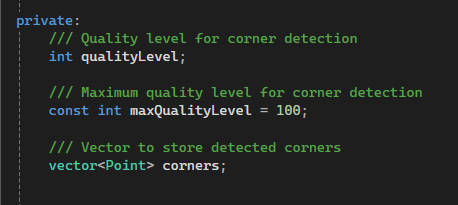 private:
/// Quality level for corner detection
int qualityLevel;
/// Maximum quality level for corner detection
const int maxQualityLevel = 100;
/// Vector to store detected corners
vector<Point> corners;